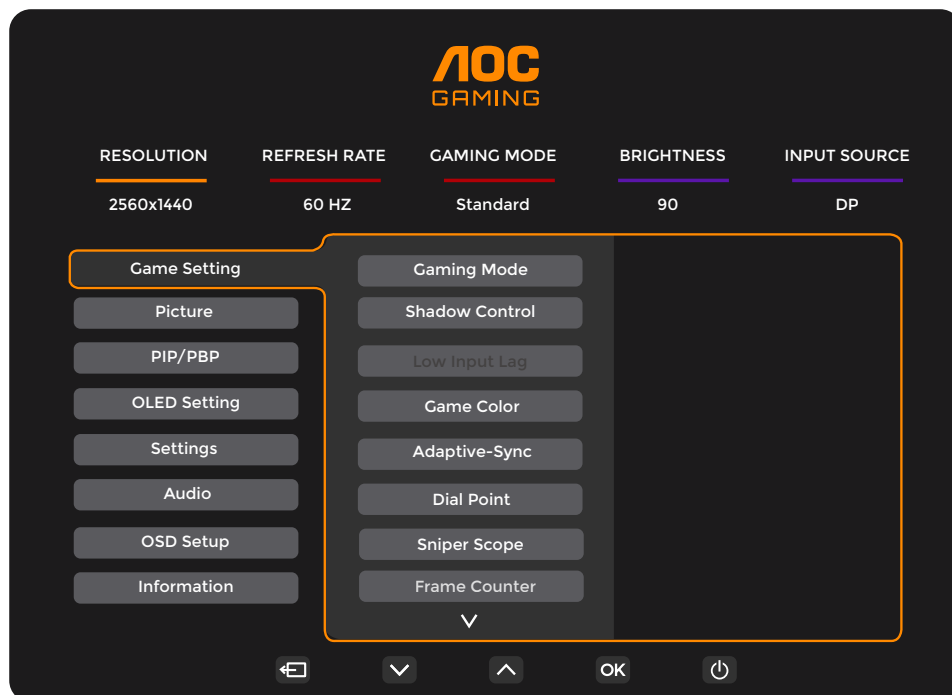 AOC
GAMING
RESOLUTION REFRESH RATE GAMING MODE BRIGHTNESS INPUT SOURCE
2560x1440 60 HZ Standard 90 DP
Game Setting
Picture
PIP/PBP
OLED Setting
Settings
Audio
OSD Setup
Information
Gaming Mode
Shadow Control
Low Input Lag
Game Color
Adaptive-Sync
Dial Point
Sniper Scope
Frame Counter
OK